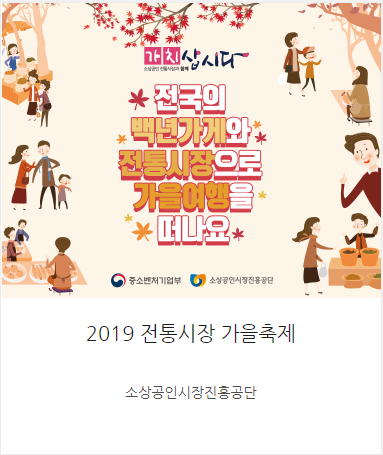 가치 삽시다
소상공인 전통시장과 함께
전국의
백년가게와
전통시장으로
가을여행을
떠나요
중소벤처기업부 소상공인시장진흥공단
2019 전통시장 가을축제
소상공인시장진흥공단